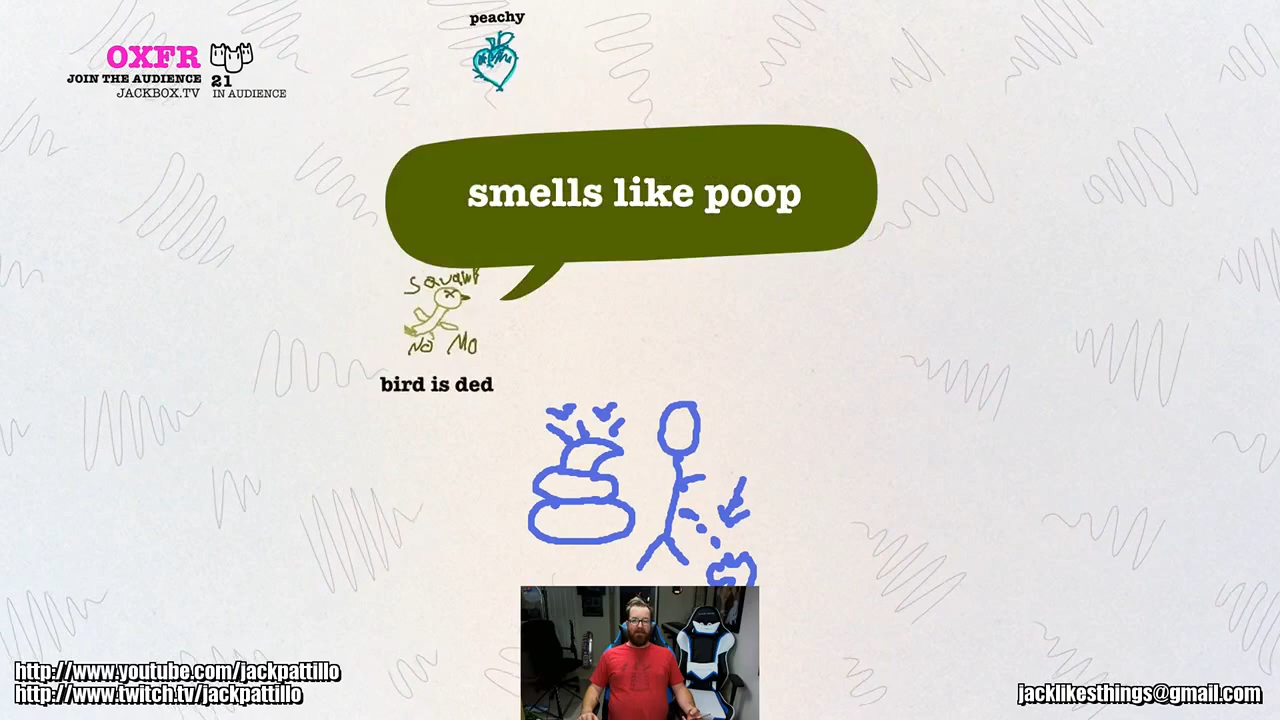 peachy
OXFR
JOIN THE AUDIENCE
JACKBOX.TV
21
IN AUDIENCE
smells like poop
squawk
No Mo
bird is ded
http://www.youtube.com/jackpattillo
http://www.twitch.tv/jackpattillo
jacklikesthings@gmail.com